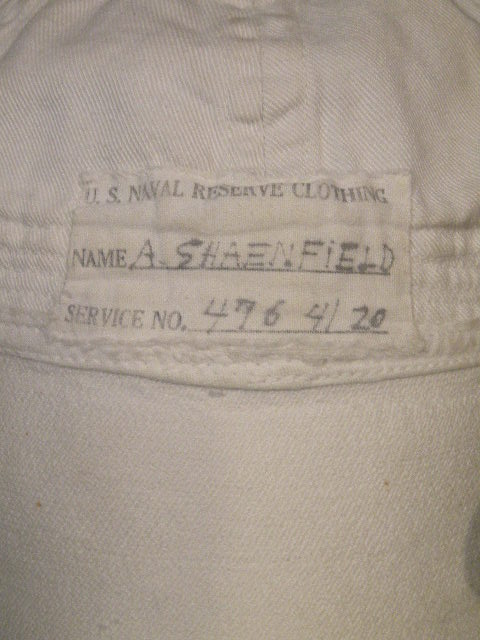 U. S. NAVAL RESERVE CLOTHING
NAME A. SHAENFIELD
SERVICE NO. 476 41 20